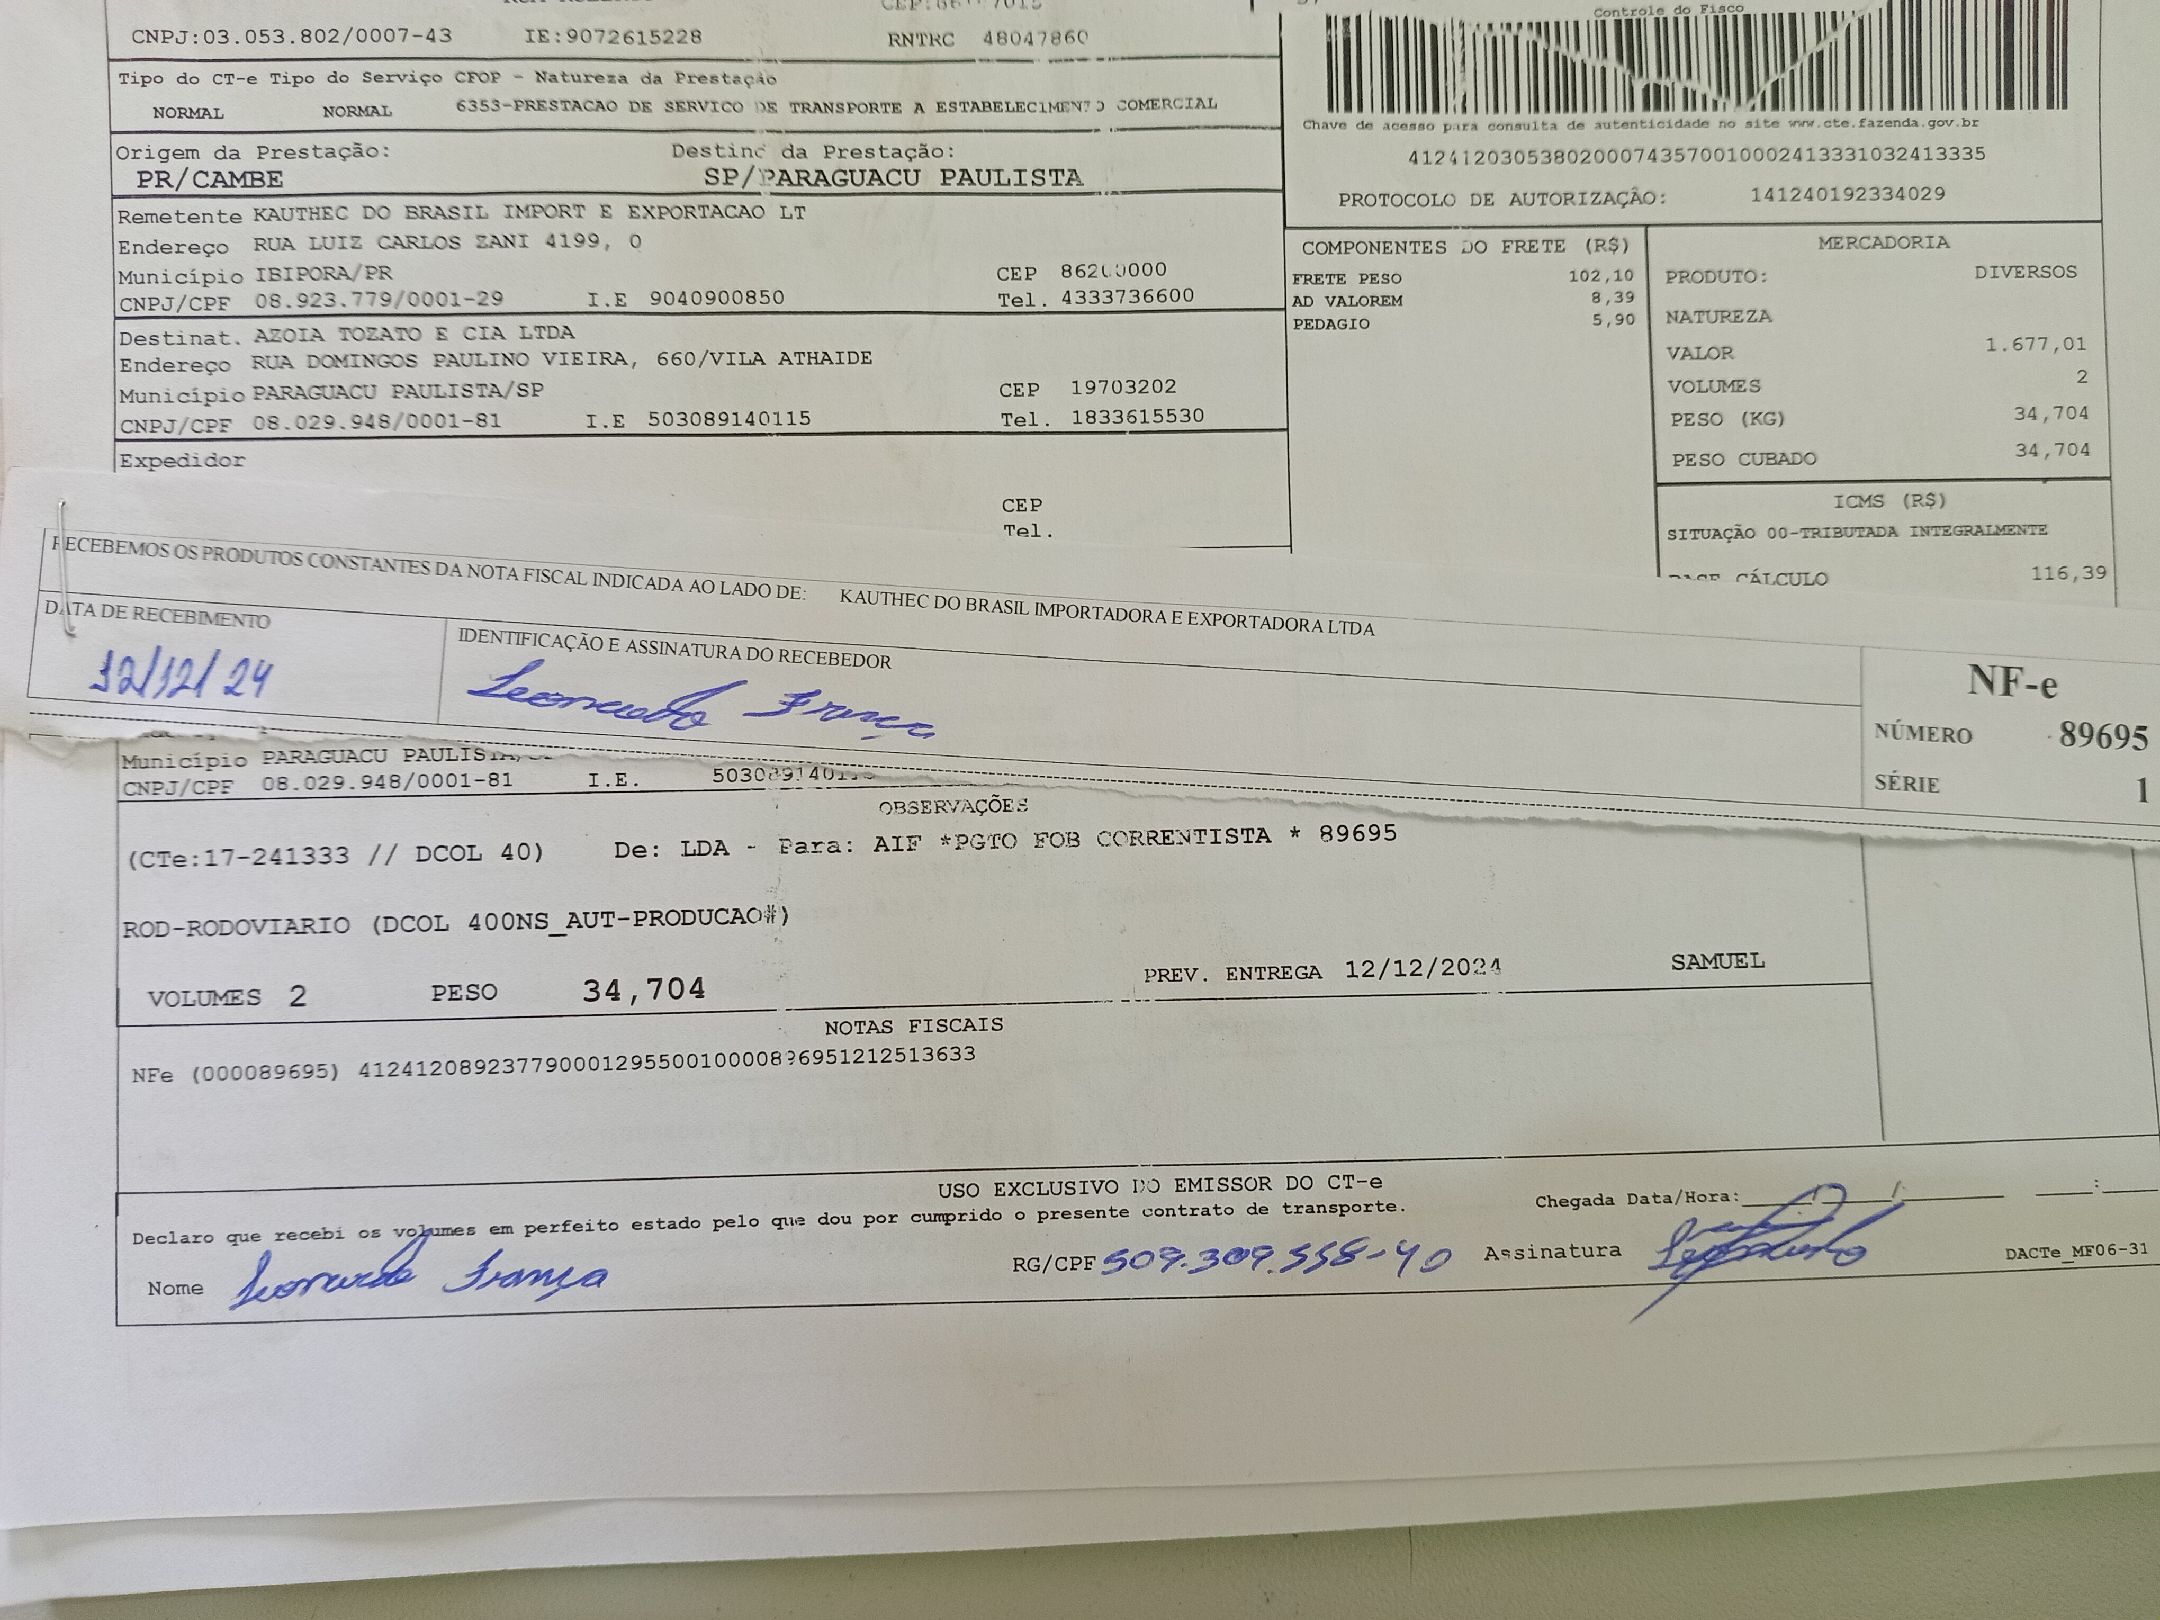 CNPJ:03.053.802/0007-43 IE:9072615228 RNTRC 48047860
Controle do Fisco
Tipo do CT-e Tipo do Serviço CFOP - Natureza da Prestação
NORMAL NORMAL 6353-PRESTACAO DE SERVICO DE TRANSPORTE A ESTABELECIMENTO COMERCIAL
Chave de acesso para consulta de autenticidade no site www.cte.fazenda.gov.br
41241203053802000743570010002413331032413335
PROTOCOLO DE AUTORIZAÇÃO: 141240192334029
Origem da Prestação: Destino da Prestação:
PR/CAMBE SP/PARAGUACU PAULISTA
Remetente KAUTHEC DO BRASIL IMPORT E EXPORTACAO LT
Endereço RUA LUIZ CARLOS ZANI 4199, 0
Município IBIPORA/PR CEP 86200000
CNPJ/CPF 08.923.779/0001-29 I.E 9040900850 Tel. 4333736600
Destinat. AZOIA TOZATO E CIA LTDA
Endereço RUA DOMINGOS PAULINO VIEIRA, 660/VILA ATHAIDE
Município PARAGUACU PAULISTA/SP CEP 19703202
CNPJ/CPF 08.029.948/0001-81 I.E 503089140115 Tel. 1833615530
Expedidor
CEP
Tel.
COMPONENTES DO FRETE (R$)
FRETE PESO 102,10
AD VALOREM 8,39
PEDAGIO 5,90
MERCADORIA
PRODUTO: DIVERSOS
NATUREZA
VALOR 1.677,01
VOLUMES 2
PESO (KG) 34,704
PESO CUBADO 34,704
ICMS (R$)
SITUAÇÃO 00-TRIBUTADA INTEGRALMENTE
BASE CÁLCULO 116,39
RECEBEMOS OS PRODUTOS CONSTANTES DA NOTA FISCAL INDICADA AO LADO DE: KAUTHEC DO BRASIL IMPORTADORA E EXPORTADORA LTDA
DATA DE RECEBIMENTO IDENTIFICAÇÃO E ASSINATURA DO RECEBEDOR
12/12/24 Leonardo França
NF-e
NÚMERO 89695
SÉRIE 1
Município PARAGUACU PAULISTA
CNPJ/CPF 08.029.948/0001-81 I.E. 503089140115
OBSERVAÇÕES
(CTe:17-241333 // DCOL 40) De: LDA - Para: AIF *PGTO FOB CORRENTISTA * 89695
ROD-RODOVIARIO (DCOL 400NS_AUT-PRODUCAO#)
VOLUMES 2 PESO 34,704 PREV. ENTREGA 12/12/2024 SAMUEL
NOTAS FISCAIS
NFe (000089695) 41241208923779000129550010000896951212513633
USO EXCLUSIVO DO EMISSOR DO CT-e
Declaro que recebi os volumes em perfeito estado pelo que dou por cumprido o presente contrato de transporte. Chegada Data/Hora:
Nome Leonardo França RG/CPF 509.309.558-40 Assinatura DACTe_MF06-31